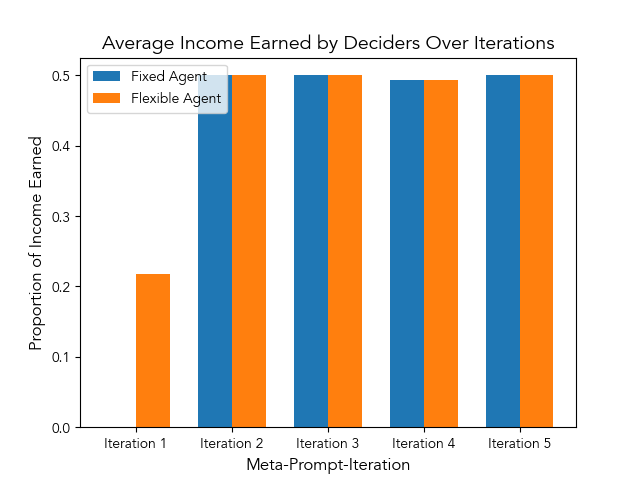 Average Income Earned by Deciders Over Iterations
Fixed Agent
Flexible Agent
Proportion of Income Earned
0.5
0.4
0.3
0.2
0.1
0.0
Iteration 1 Iteration 2 Iteration 3 Iteration 4 Iteration 5
Meta-Prompt-Iteration